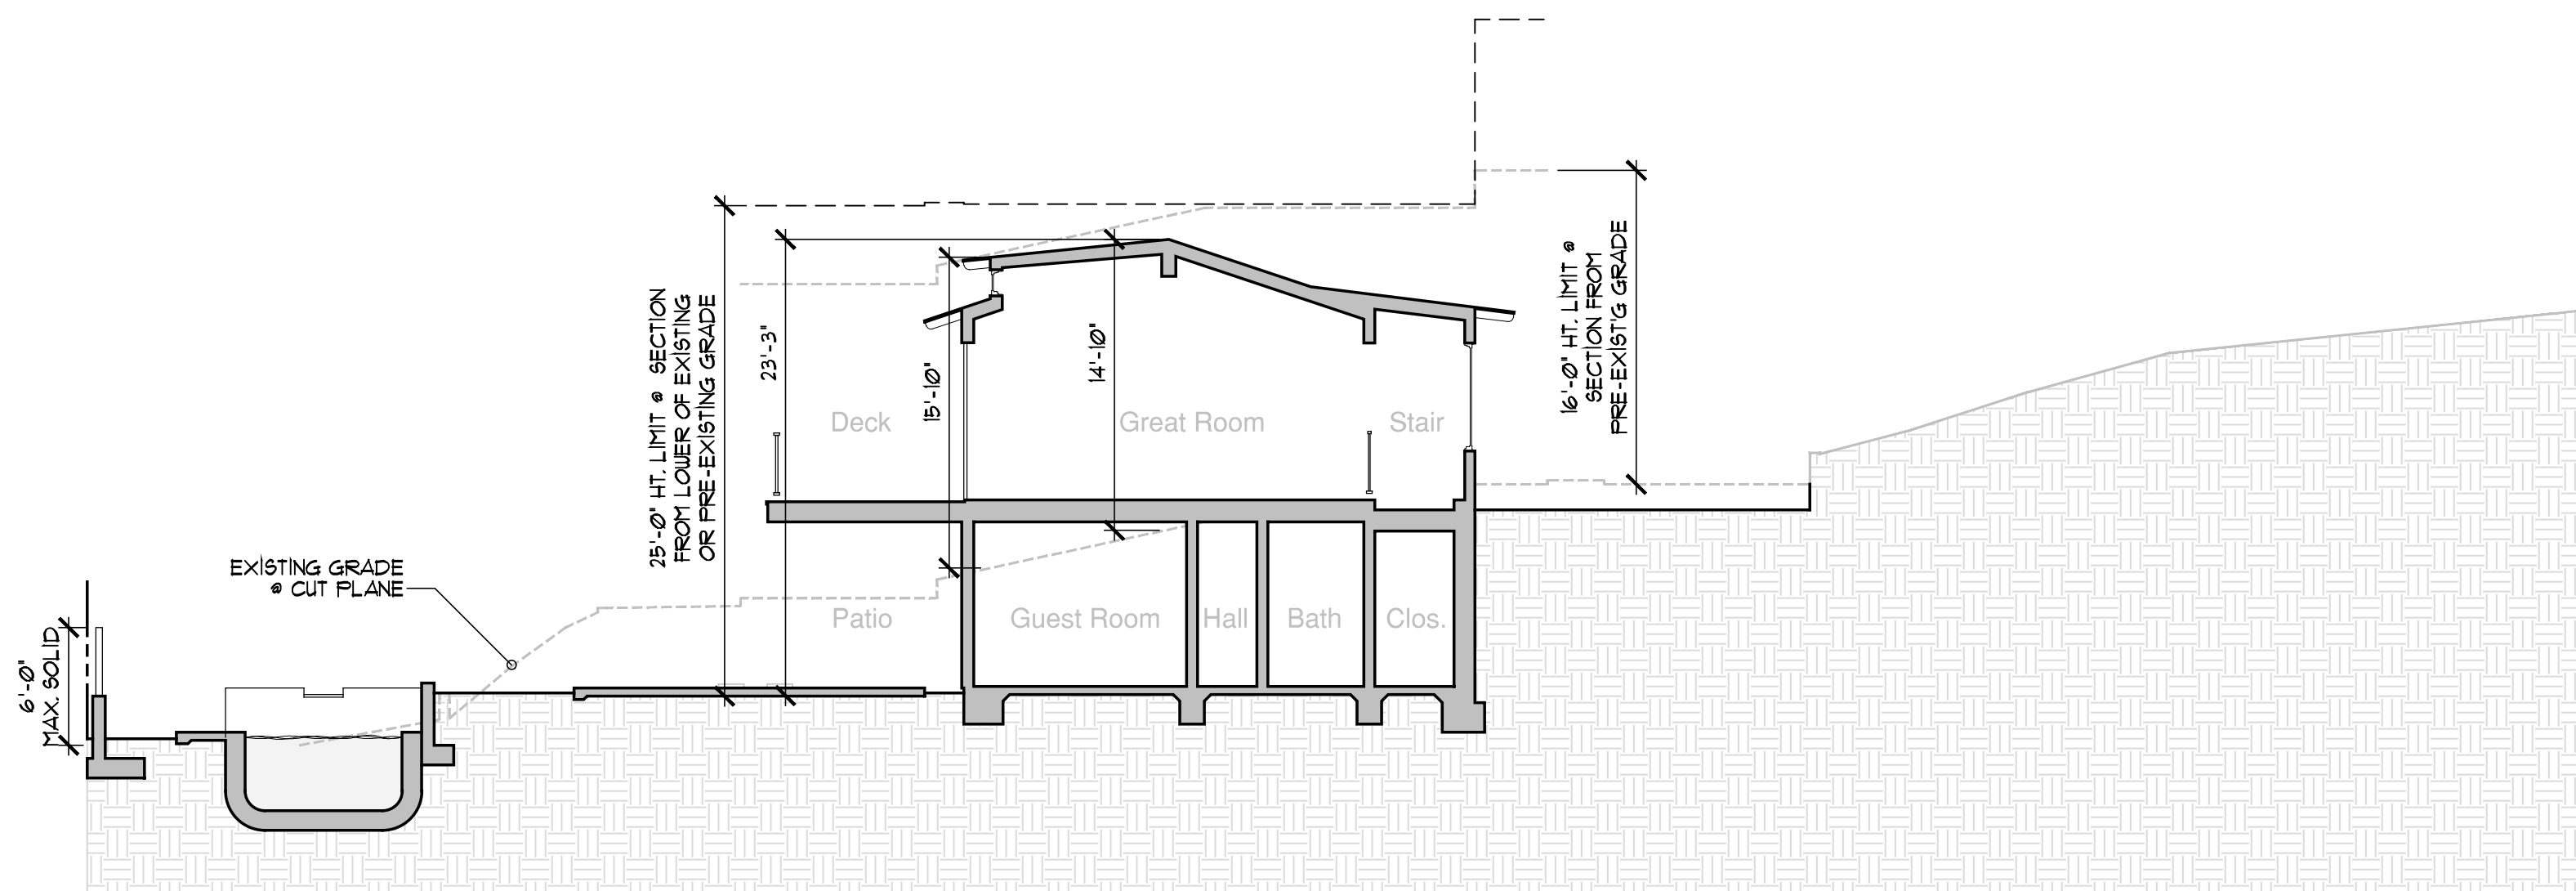 25'-0" HT. LIMIT @ SECTION
FROM LOWER OF EXISTING
OR PRE-EXISTING GRADE
23'-3"
15'-10"
14'-10"
16'-0" HT. LIMIT @
SECTION FROM
PRE-EXIST'G GRADE
Deck
Great Room
Stair
EXISTING GRADE
@ CUT PLANE
6'-0"
MAX. SOLID
Patio
Guest Room
Hall
Bath
Clos.